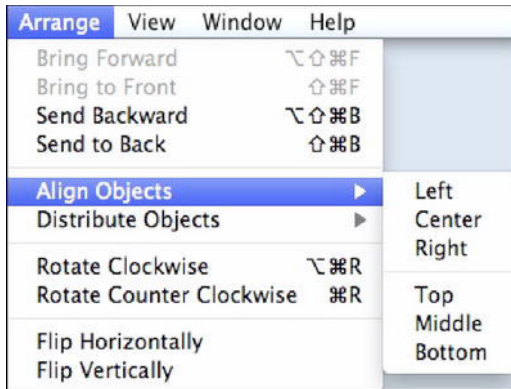 Arrange View Window Help
Bring Forward ⌥⇧⌘F
Bring to Front ⇧⌘F
Send Backward ⌥⇧⌘B
Send to Back ⇧⌘B
Align Objects ▶
Distribute Objects ▶
Rotate Clockwise ⌥⌘R
Rotate Counter Clockwise ⌘R
Flip Horizontally
Flip Vertically
Left
Center
Right
Top
Middle
Bottom